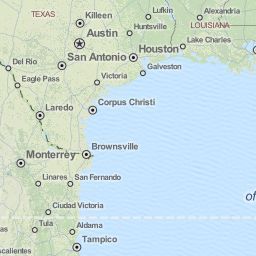 Killeen
Lufkin
Alexandria
TEXAS
Huntsville
LOUISIANA
Austin
Lake Charles
Houston
San Antonio
Del Rio
Galveston
Eagle Pass
Victoria
Laredo
Corpus Christi
Brownsville
Monterrey
Linares
San Fernando
of
Ciudad Victoria
Tula
Aldama
Tampico